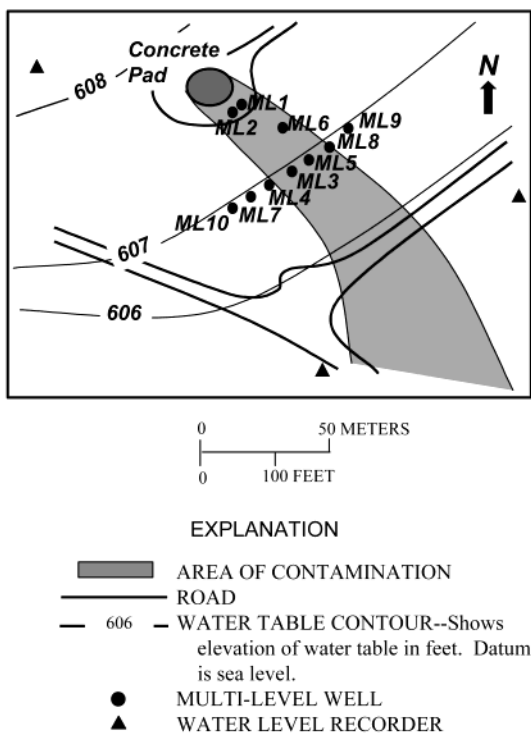 Concrete
Pad
608
N
ML1
ML2
ML6
ML9
ML8
ML5
ML3
ML4
ML7
ML10
607
606
0 50 METERS
0 100 FEET
EXPLANATION
AREA OF CONTAMINATION
ROAD
606 WATER TABLE CONTOUR--Shows
elevation of water table in feet. Datum
is sea level.
MULTI-LEVEL WELL
WATER LEVEL RECORDER